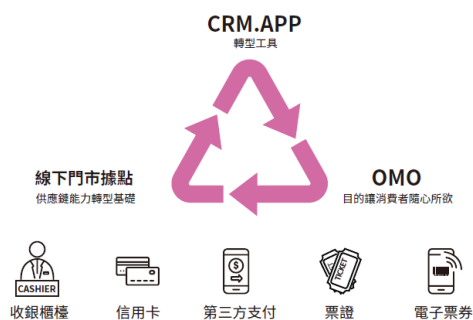 CRM.APP
轉型工具
線下門市據點
供應鏈能力轉型基礎
OMO
目的讓消費者隨心所欲
CASHIER
$
TICKET
收銀櫃檯
信用卡
第三方支付
票證
電子票券